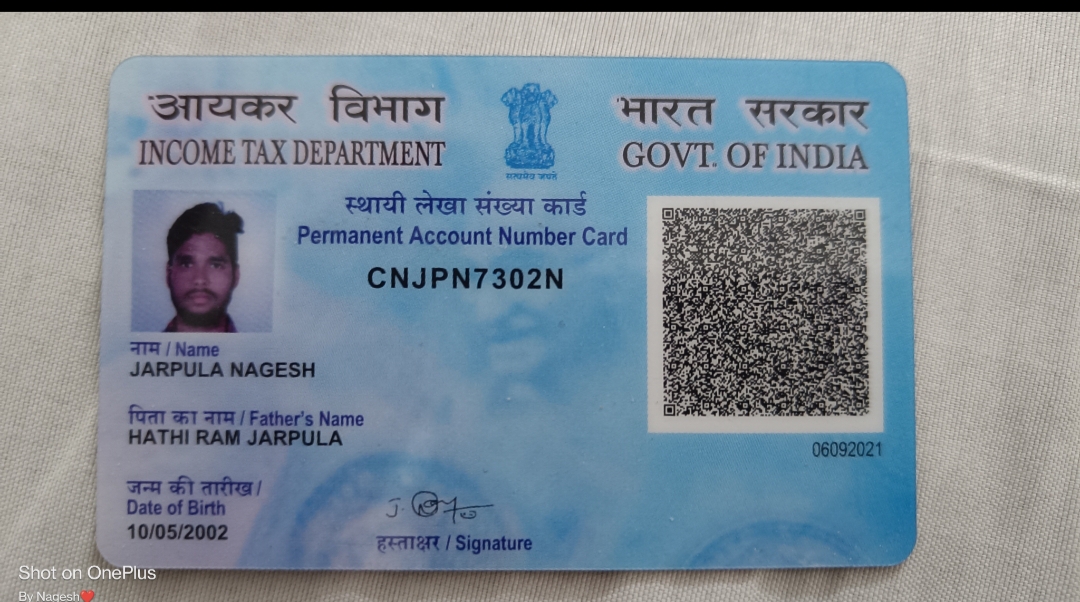 आयकर विभाग
INCOME TAX DEPARTMENT
सत्यमेव जयते
भारत सरकार
GOVT. OF INDIA
स्थायी लेखा संख्या कार्ड
Permanent Account Number Card
CNJPN7302N
नाम / Name
JARPULA NAGESH
पिता का नाम / Father's Name
HATHI RAM JARPULA
06092021
जन्म की तारीख /
Date of Birth
10/05/2002
हस्ताक्षर / Signature
Shot on OnePlus
By Nagesh❤️